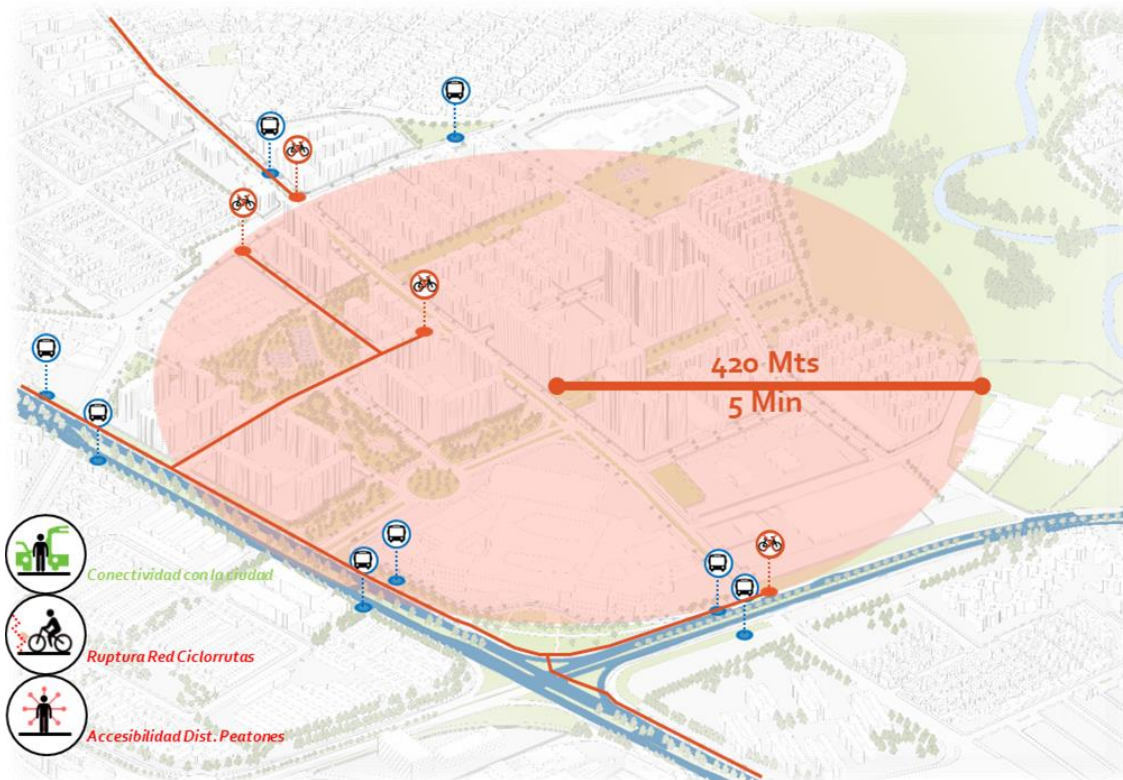 420 Mts
5 Min
Conectividad con la ciudad
Ruptura Red Ciclorrutas
Accesibilidad Dist. Peatones